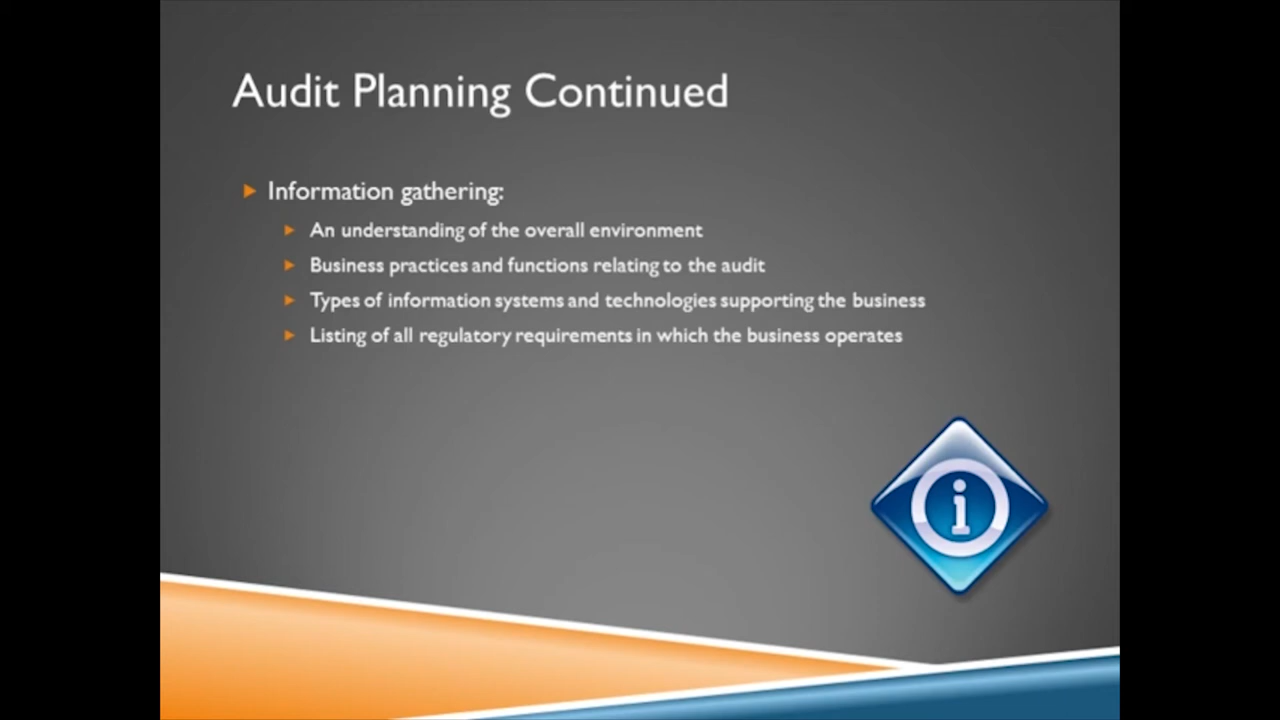 Audit Planning Continued
Information gathering:
An understanding of the overall environment
Business practices and functions relating to the audit
Types of information systems and technologies supporting the business
Listing of all regulatory requirements in which the business operates
i